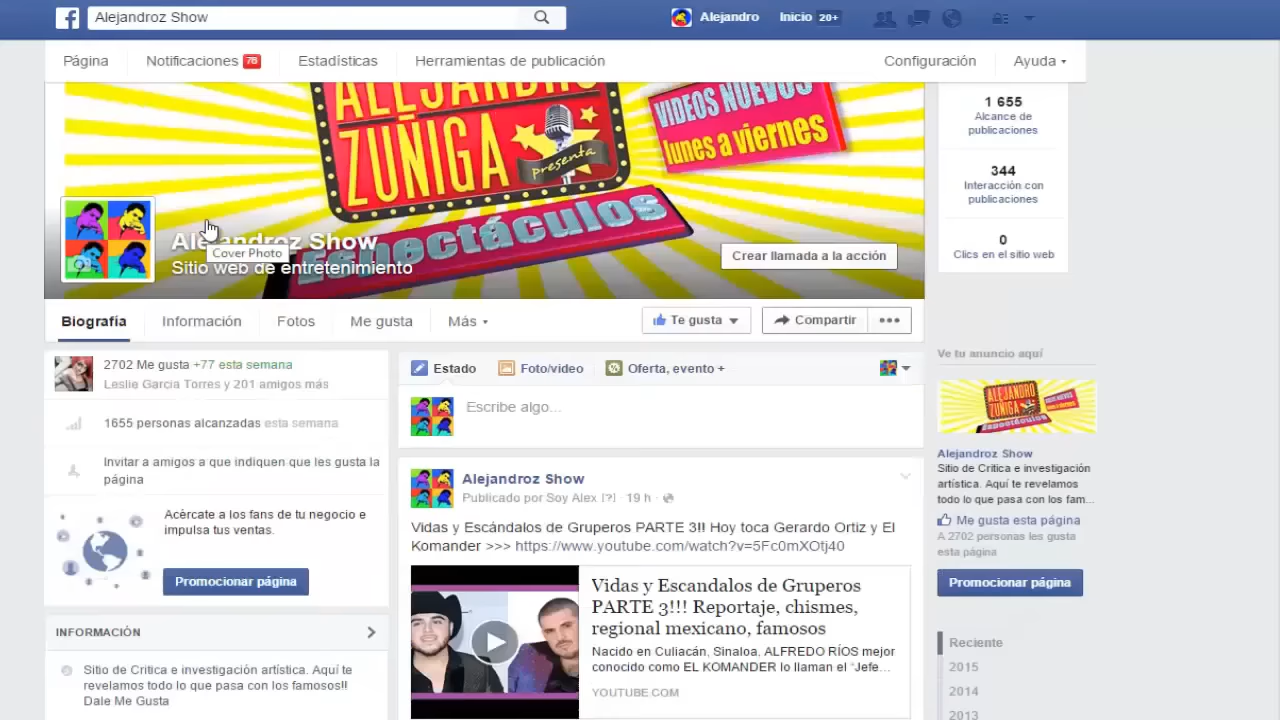 Alejandroz Show
Alejandro
Inicio 20+
Página
Notificaciones 78
Estadísticas
Herramientas de publicación
Configuración
Ayuda
ALEJANDRO
ZUÑIGA
presenta
Espectáculos
VIDEOS NUEVOS
lunes a viernes
Alejandroz Show
Cover Photo
Sitio web de entretenimiento
Crear llamada a la acción
1 655
Alcance de
publicaciones
344
Interacción con
publicaciones
0
Clics en el sitio web
Biografía
Información
Fotos
Me gusta
Más
Te gusta
Compartir
2702 Me gusta +77 esta semana
Leslie Garcia Torres y 201 amigos más
1655 personas alcanzadas esta semana
Invitar a amigos a que indiquen que les gusta la
página
Acércate a los fans de tu negocio e
impulsa tus ventas.
Promocionar página
INFORMACIÓN
Sitio de Critica e investigación artística. Aquí te
revelamos todo lo que pasa con los famosos!!
Dale Me Gusta
Estado
Foto/video
Oferta, evento +
Escribe algo...
Alejandroz Show
Publicado por Soy Alex [?] · 19 h ·
Vidas y Escándalos de Gruperos PARTE 3!! Hoy toca Gerardo Ortiz y El
Komander >>> https://www.youtube.com/watch?v=5Fc0mXOtj40
Vidas y Escandalos de Gruperos
PARTE 3!!! Reportaje, chismes,
regional mexicano, famosos
Nacido en Culiacán, Sinaloa, ALFREDO RÍOS mejor
conocido como EL KOMANDER lo llaman el "Jefe...
YOUTUBE.COM
Ve tu anuncio aquí
ALEJANDRO
ZUÑIGA
Espectáculos
Alejandroz Show
Sitio de Critica e investigación
artística. Aquí te revelamos
todo lo que pasa con los fam...
Me gusta esta página
A 2702 personas les gusta
esta página
Promocionar página
Reciente
2015
2014
2013